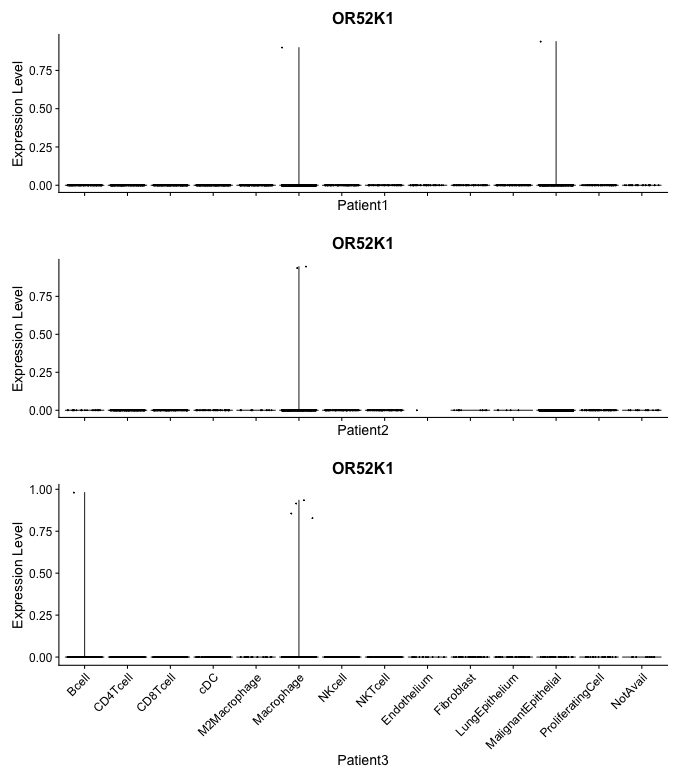 OR52K1
Expression Level
0.75
0.50
0.25
0.00
Patient1
OR52K1
Expression Level
0.75
0.50
0.25
0.00
Patient2
OR52K1
Expression Level
1.00
0.75
0.50
0.25
0.00
Bcell
CD4Tcell
CD8Tcell
cDC
M2Macrophage
Macrophage
NKcell
NKTcell
Endothelium
Fibroblast
LungEpithelium
MalignantEpithelial
ProliferatingCell
NotAvail
Patient3